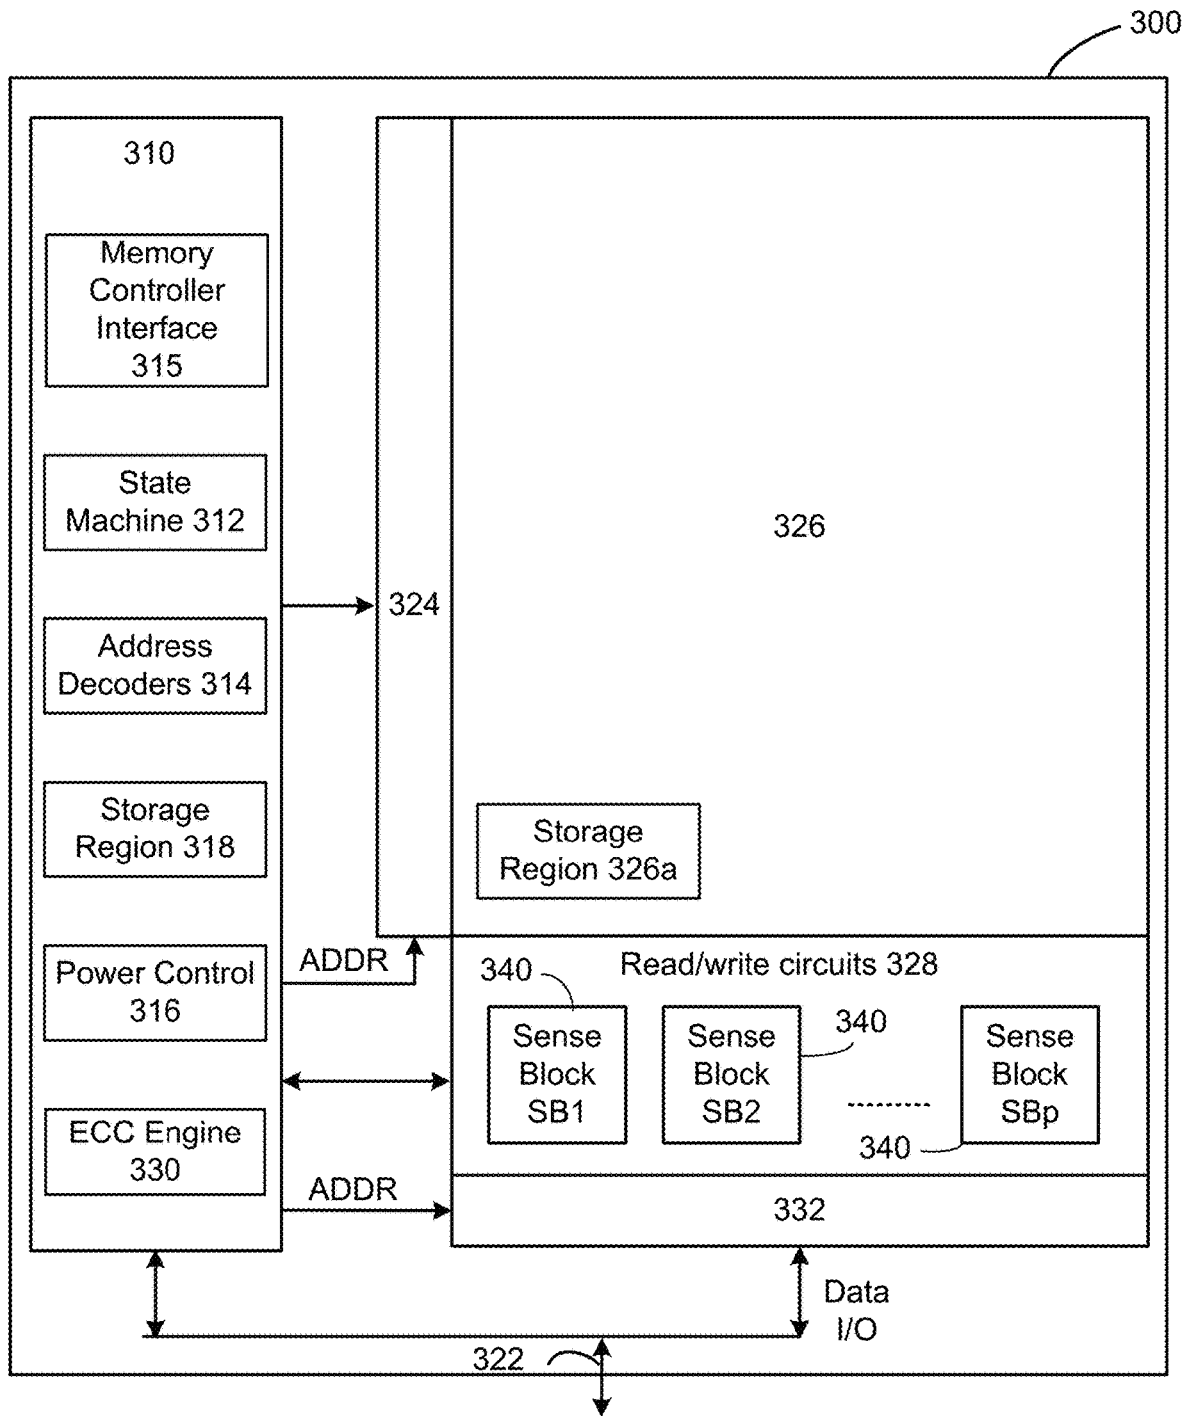 300
310
Memory
Controller
Interface
315
State
Machine 312
Address
Decoders 314
Storage
Region 318
Power Control
316
ECC Engine
330
324
326
Storage
Region 326a
ADDR
Read/write circuits 328
340
Sense
Block
SB1
Sense
Block
SB2
340
Sense
Block
SBp
340
ADDR
332
Data
I/O
322